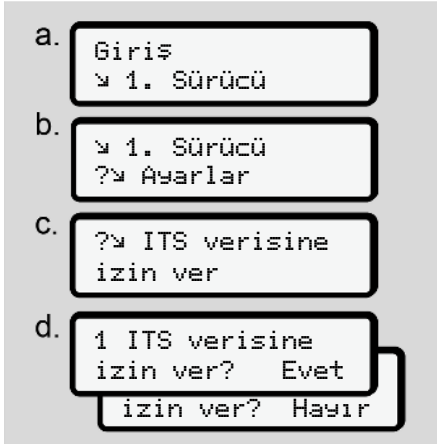 a.
Giriş
↘ 1. Sürücü
b.
↘ 1. Sürücü
?↘ Ayarlar
c.
?↘ ITS verisine
izin ver
d.
1 ITS verisine
izin ver? Evet
izin ver? Hayır